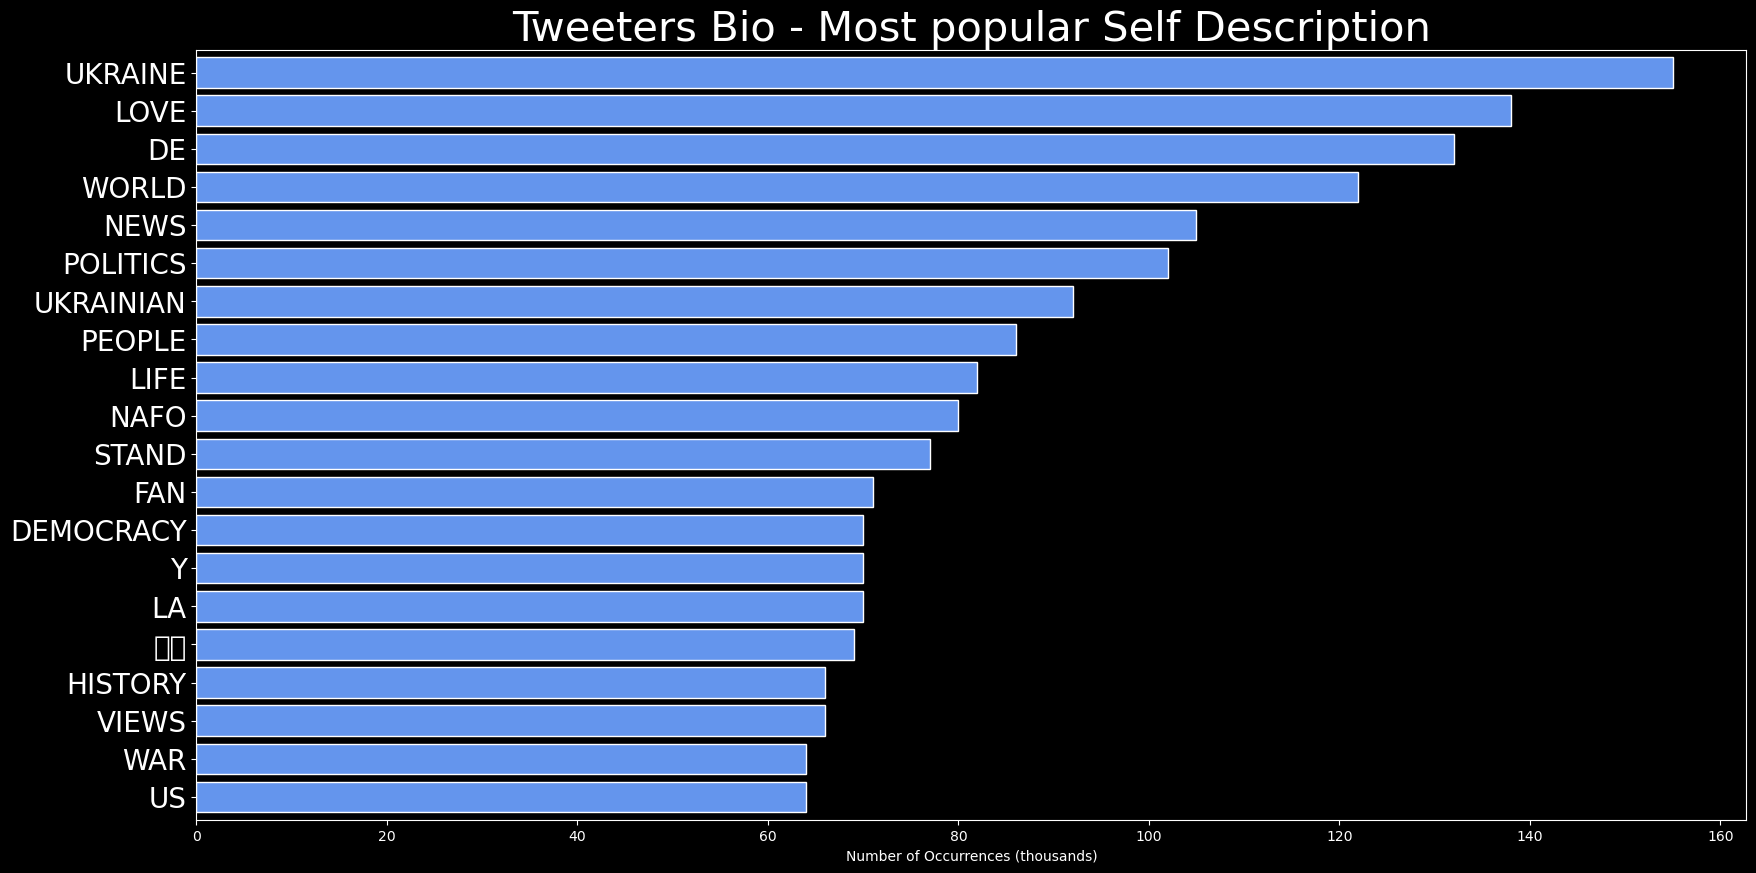 Tweeters Bio - Most popular Self Description
UKRAINE
LOVE
DE
WORLD
NEWS
POLITICS
UKRAINIAN
PEOPLE
LIFE
NAFO
STAND
FAN
DEMOCRACY
Y
LA
HISTORY
VIEWS
WAR
US
0 20 40 60 80 100 120 140 160
Number of Occurrences (thousands)